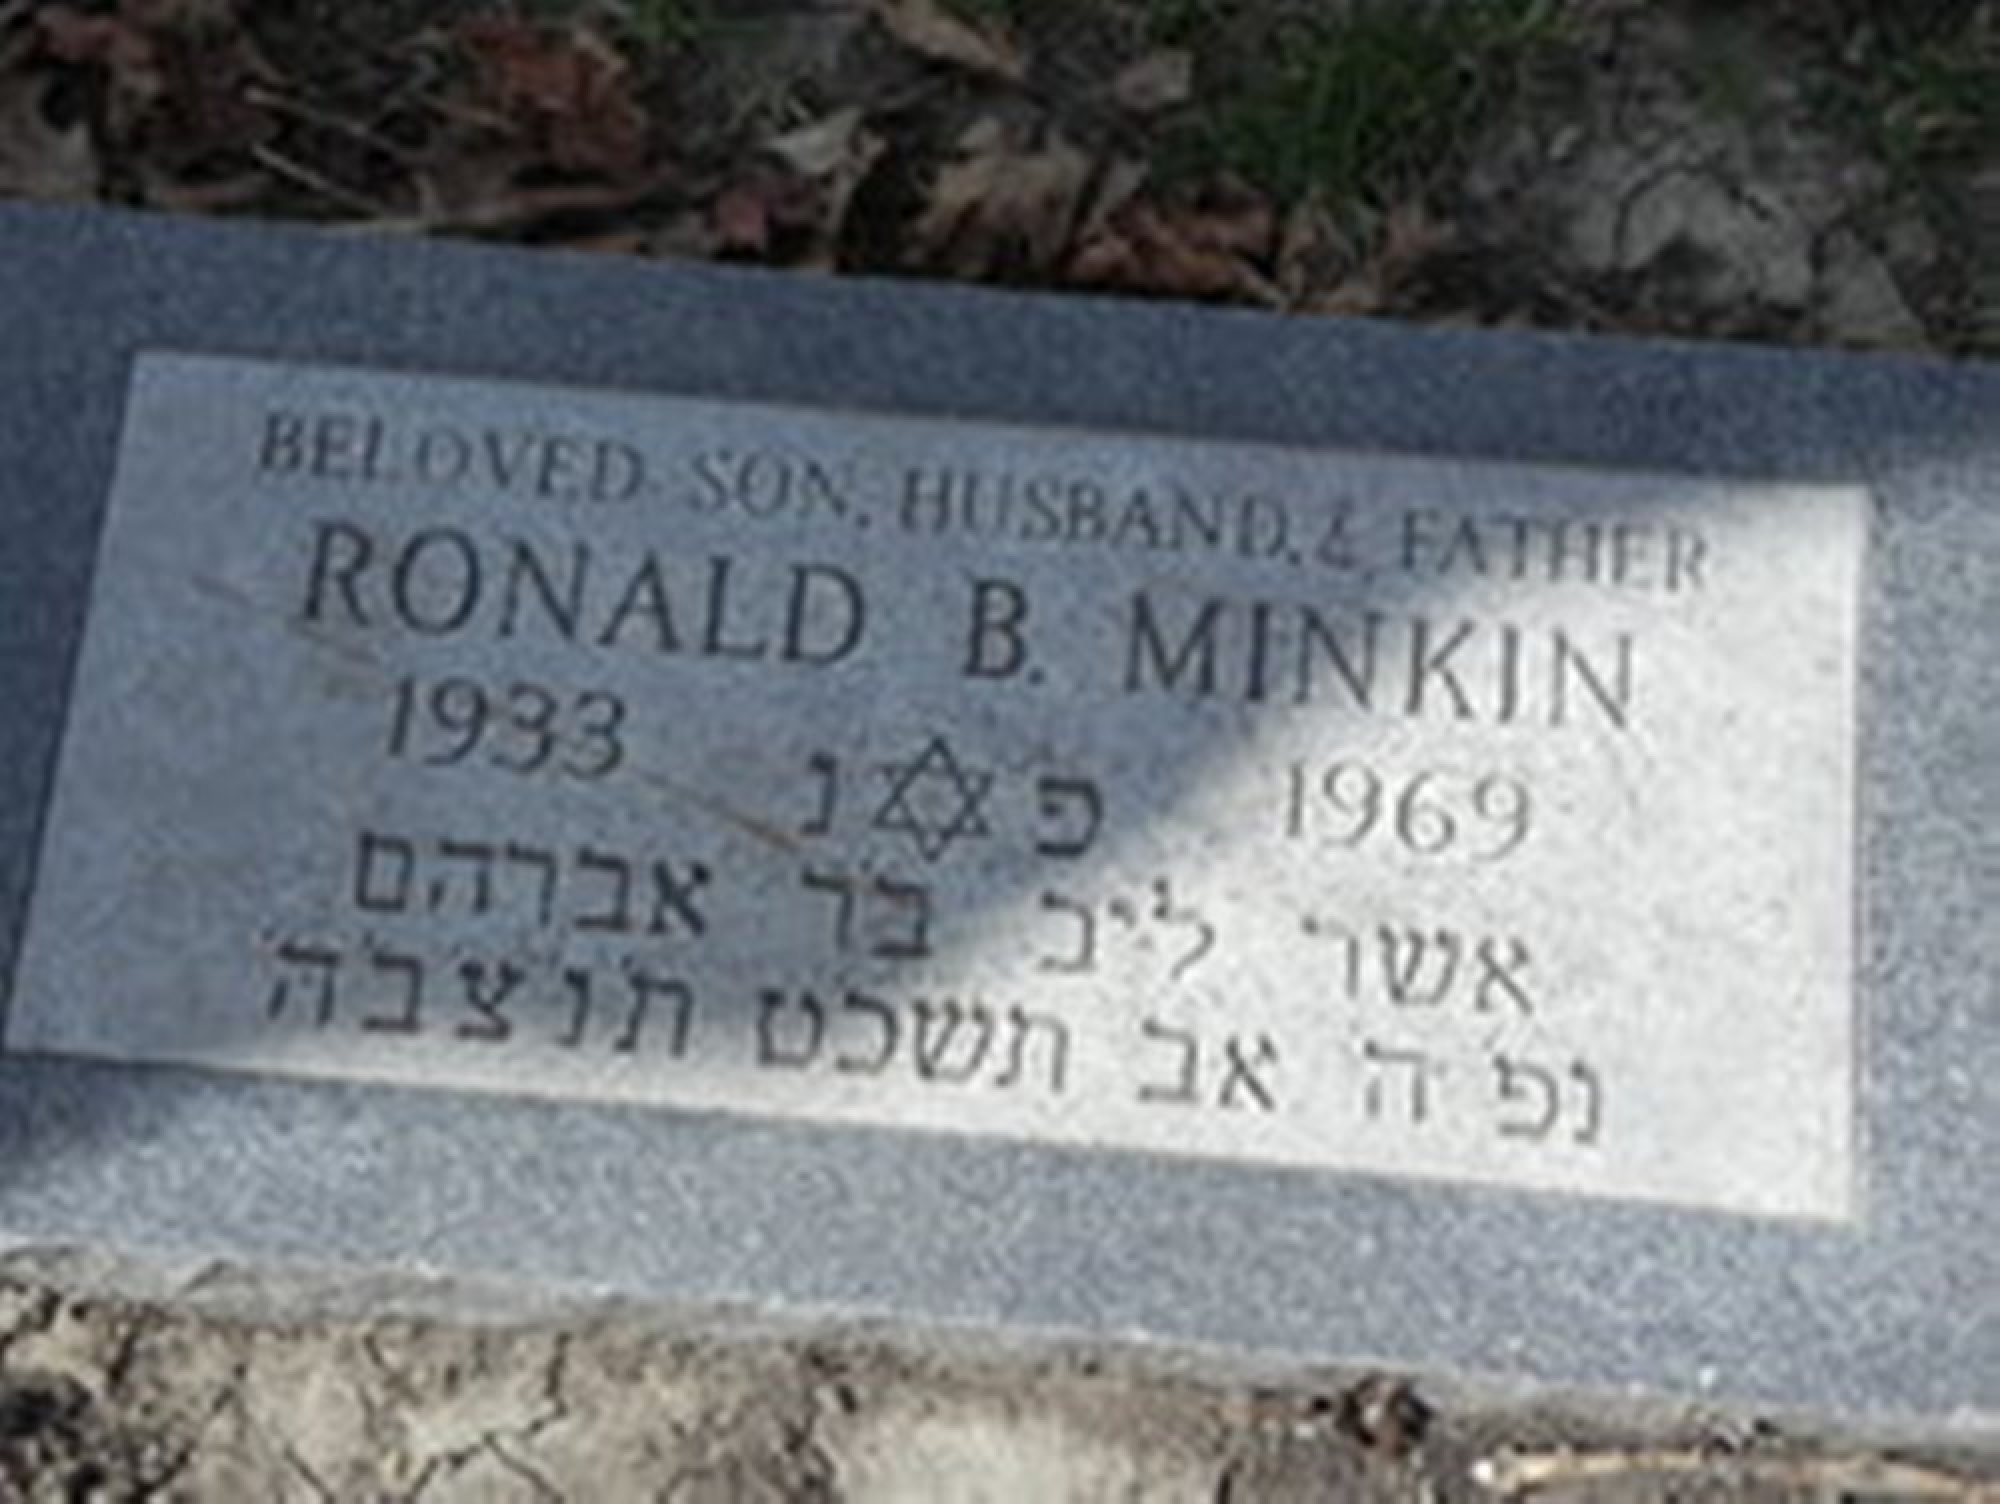 BELOVED SON, HUSBAND, & FATHER
RONALD B. MINKIN
1933 פ נ 1969
אשר ליב בר אברהם
נפ ה אב תשכט תנצבה